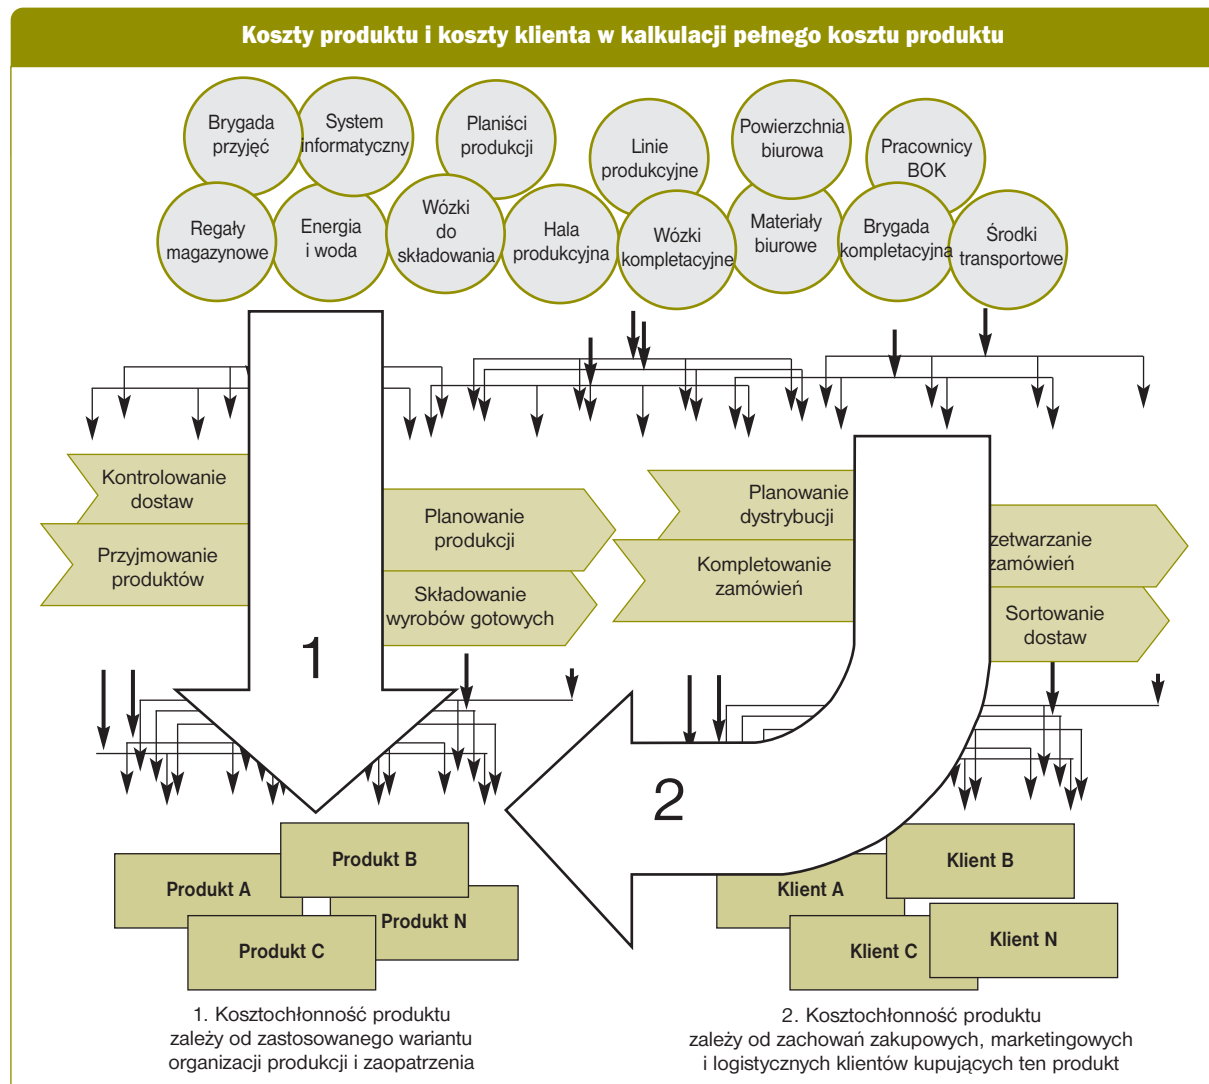 Koszty produktu i koszty klienta w kalkulacji pełnego kosztu produktu
Brygada
przyjęć
System
informatyczny
Planiści
produkcji
Linie
produkcyjne
Powierzchnia
biurowa
Pracownicy
BOK
Regały
magazynowe
Energia
i woda
Wózki
do
składowania
Hala
produkcyjna
Wózki
kompletacyjne
Materiały
biurowe
Brygada
kompletacyjna
Środki
transportowe
Kontrolowanie
dostaw
Przyjmowanie
produktów
Planowanie
produkcji
Składowanie
wyrobów gotowych
Planowanie
dystrybucji
Kompletowanie
zamówień
zetwarzanie
zamówień
Sortowanie
dostaw
1
2
Produkt A
Produkt B
Produkt C
Produkt N
Klient A
Klient B
Klient C
Klient N
1. Kosztochłonność produktu
zależy od zastosowanego wariantu
organizacji produkcji i zaopatrzenia
2. Kosztochłonność produktu
zależy od zachowań zakupowych, marketingowych
i logistycznych klientów kupujących ten produkt